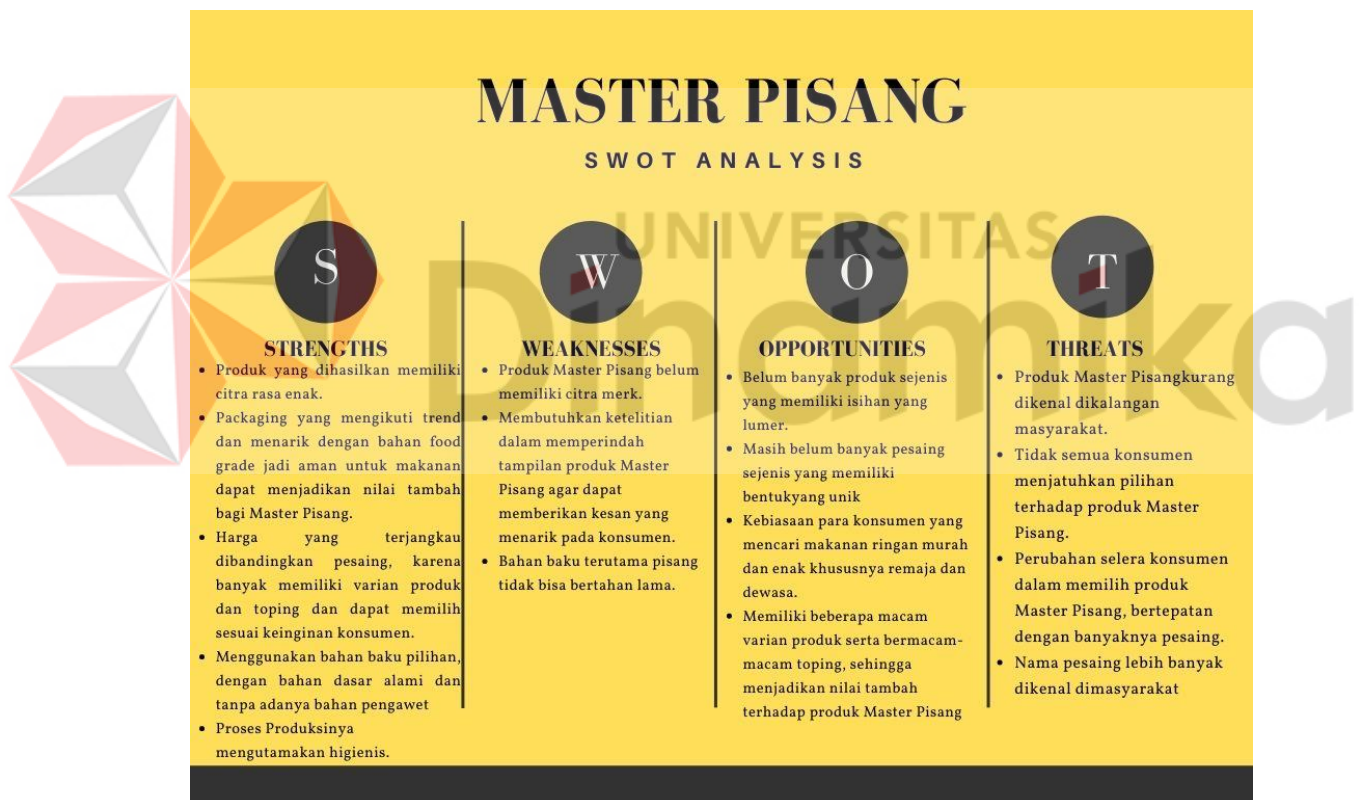 MASTER PISANG
SWOT ANALYSIS
UNIVERSITAS
Dinamika
S
STRENGTHS
• Produk yang dihasilkan memiliki
citra rasa enak.
• Packaging yang mengikuti trend
dan menarik dengan bahan food
grade jadi aman untuk makanan
dapat menjadikan nilai tambah
bagi Master Pisang.
• Harga yang terjangkau
dibandingkan pesaing, karena
banyak memiliki varian produk
dan toping dan dapat memilih
sesuai keinginan konsumen.
• Menggunakan bahan baku pilihan,
dengan bahan dasar alami dan
tanpa adanya bahan pengawet
• Proses Produksinya
mengutamakan higienis.
W
WEAKNESSES
• Produk Master Pisang belum
memiliki citra merk.
• Membutuhkan ketelitian
dalam memperindah
tampilan produk Master
Pisang agar dapat
memberikan kesan yang
menarik pada konsumen.
• Bahan baku terutama pisang
tidak bisa bertahan lama.
O
OPPORTUNITIES
• Belum banyak produk sejenis
yang memiliki isihan yang
lumer.
• Masih belum banyak pesaing
sejenis yang memiliki
bentukyang unik
• Kebiasaan para konsumen yang
mencari makanan ringan murah
dan enak khususnya remaja dan
dewasa.
• Memiliki beberapa macam
varian produk serta bermacam-
macam toping, sehingga
menjadikan nilai tambah
terhadap produk Master Pisang
T
THREATS
• Produk Master Pisangkurang
dikenal dikalangan
masyarakat.
• Tidak semua konsumen
menjatuhkan pilihan
terhadap produk Master
Pisang.
• Perubahan selera konsumen
dalam memilih produk
Master Pisang, bertepatan
dengan banyaknya pesaing.
• Nama pesaing lebih banyak
dikenal dimasyarakat